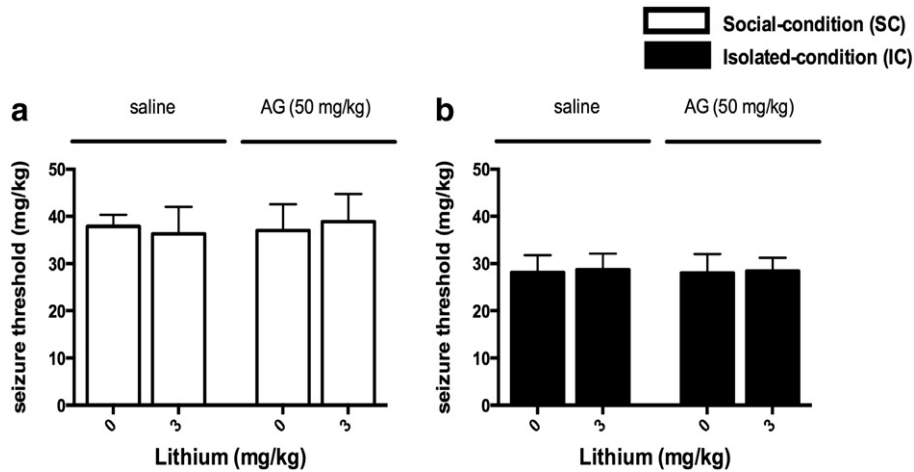 Social-condition (SC)
Isolated-condition (IC)
a
saline
AG (50 mg/kg)
seizure threshold (mg/kg)
50
40
30
20
10
0
0
3
0
3
Lithium (mg/kg)
b
saline
AG (50 mg/kg)
seizure threshold (mg/kg)
50
40
30
20
10
0
0
3
0
3
Lithium (mg/kg)